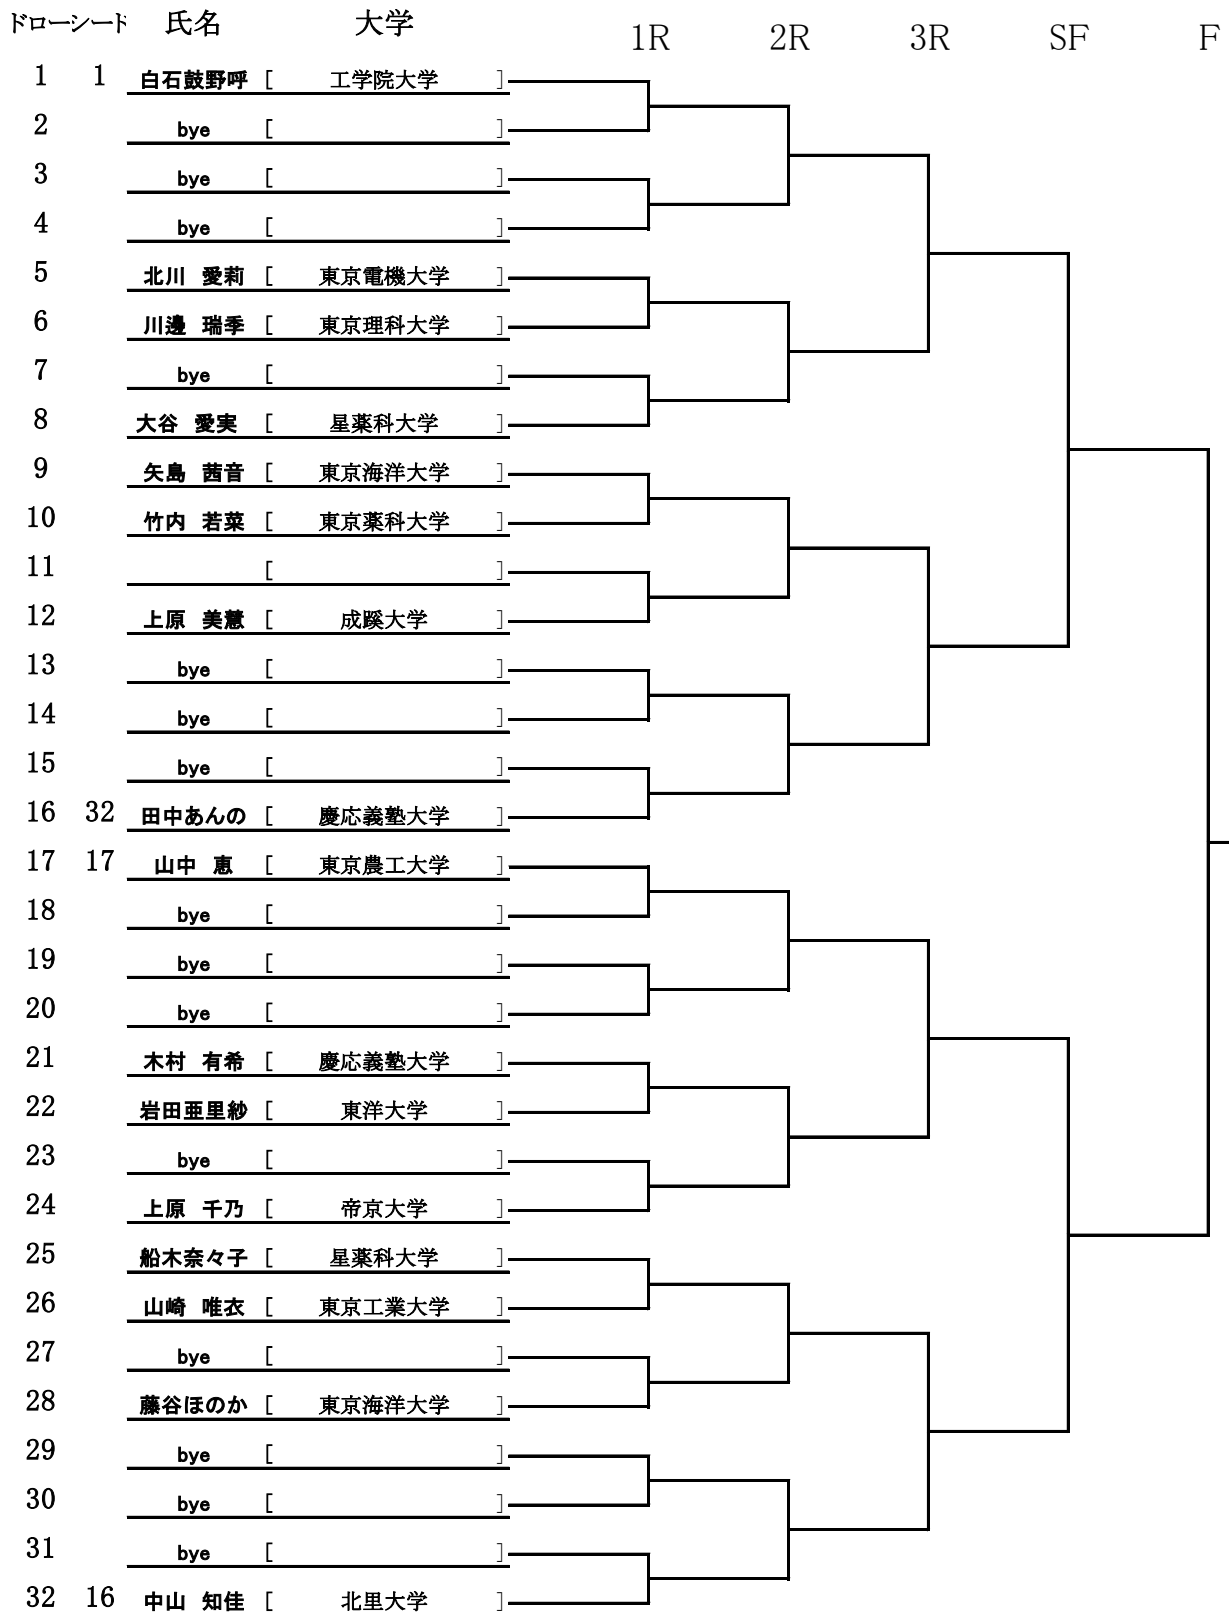 ドローシード 氏名 大学 1R 2R 3R SF F
1 1 白石鼓野呼 [ 工学院大学 ]
2 bye [ ]
3 bye [ ]
4 bye [ ]
5 北川 愛莉 [ 東京電機大学 ]
6 川邊 瑞季 [ 東京理科大学 ]
7 bye [ ]
8 大谷 愛実 [ 星薬科大学 ]
9 矢島 茜音 [ 東京海洋大学 ]
10 竹内 若菜 [ 東京薬科大学 ]
11 [ ]
12 上原 美慧 [ 成蹊大学 ]
13 bye [ ]
14 bye [ ]
15 bye [ ]
16 32 田中あんの [ 慶応義塾大学 ]
17 17 山中 恵 [ 東京農工大学 ]
18 bye [ ]
19 bye [ ]
20 bye [ ]
21 木村 有希 [ 慶応義塾大学 ]
22 岩田亜里紗 [ 東洋大学 ]
23 bye [ ]
24 上原 千乃 [ 帝京大学 ]
25 船木奈々子 [ 星薬科大学 ]
26 山崎 唯衣 [ 東京工業大学 ]
27 bye [ ]
28 藤谷ほのか [ 東京海洋大学 ]
29 bye [ ]
30 bye [ ]
31 bye [ ]
32 16 中山 知佳 [ 北里大学 ]